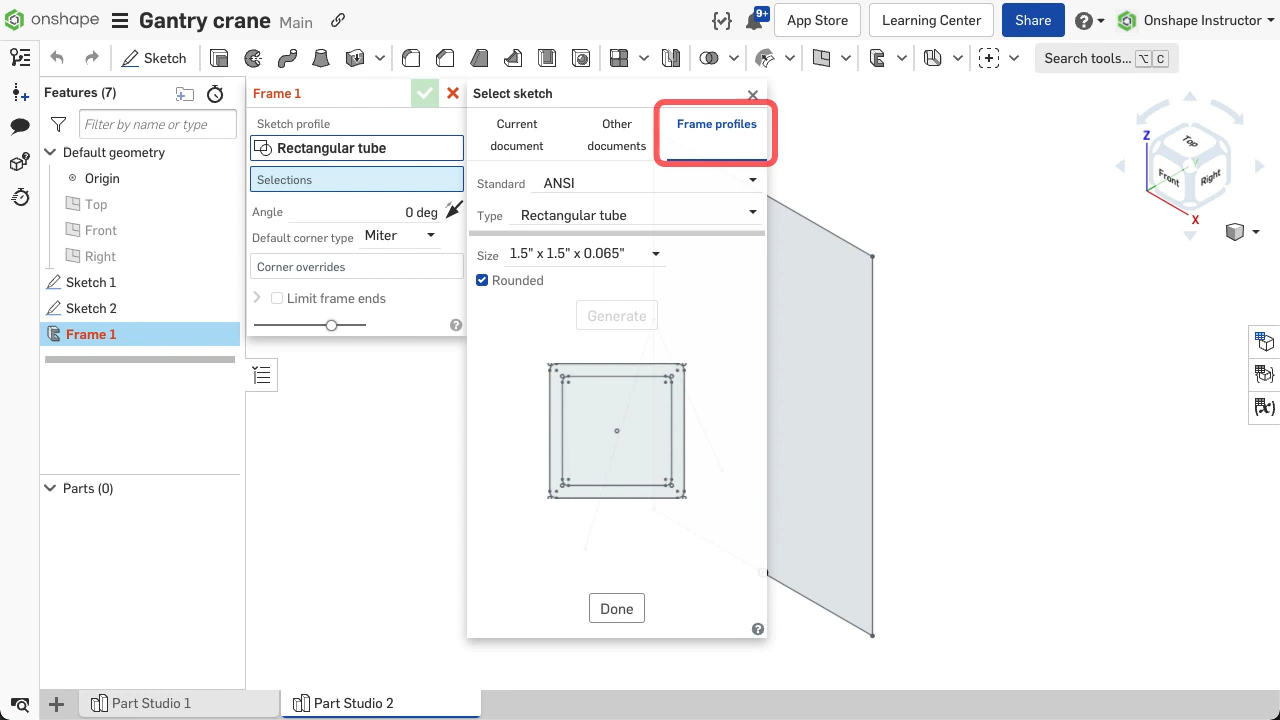 onshape
Gantry crane Main
9+
App Store
Learning Center
Share
Onshape Instructor
Sketch
Search tools... ⌥ C
Features (7)
Filter by name or type
Default geometry
Origin
Top
Front
Right
Sketch 1
Sketch 2
Frame 1
Parts (0)
Frame 1
Sketch profile
Rectangular tube
Selections
Angle 0 deg
Default corner type Miter
Corner overrides
Limit frame ends
Select sketch
Current document
Other documents
Frame profiles
Standard ANSI
Type Rectangular tube
Size 1.5" x 1.5" x 0.065"
Rounded
Generate
Done
Z
Top
Front
Right
Y
X
(x)
Part Studio 1
Part Studio 2